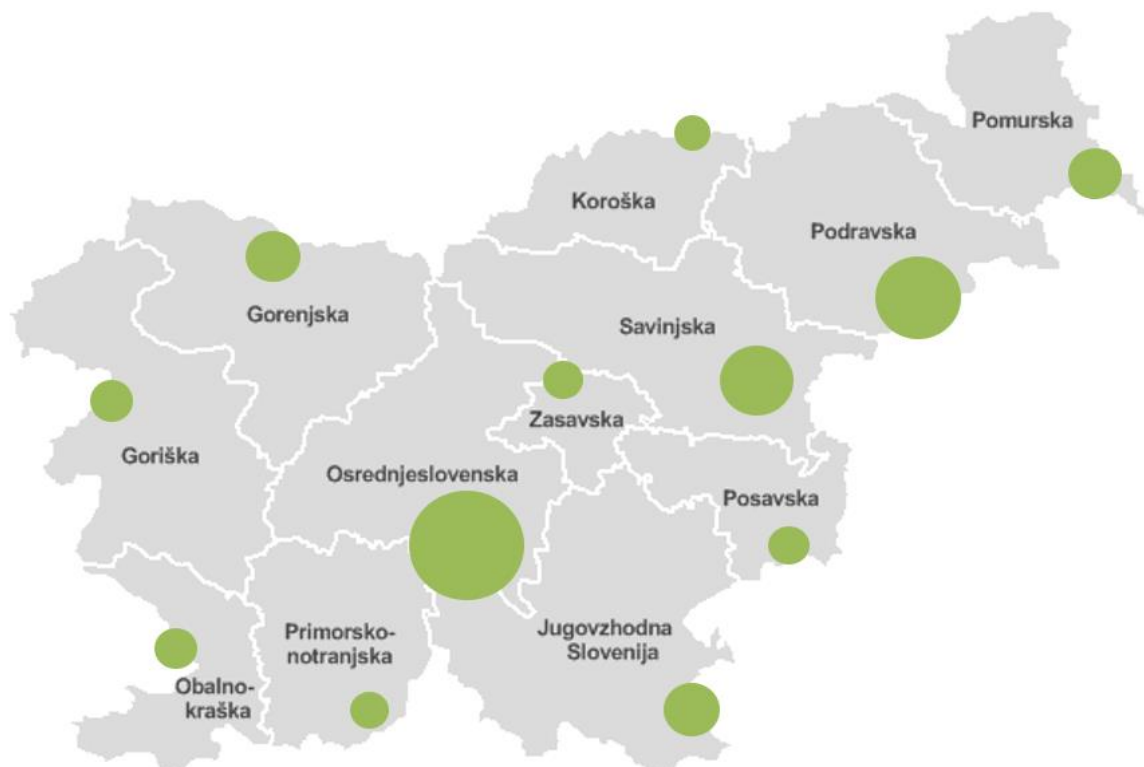 Pomurska
Koroška
Podravska
Gorenjska
Savinjska
Zasavska
Goriška
Osrednjeslovenska
Posavska
Primorsko-
notranjska
Jugovzhodna
Slovenija
Obalno-
kraška